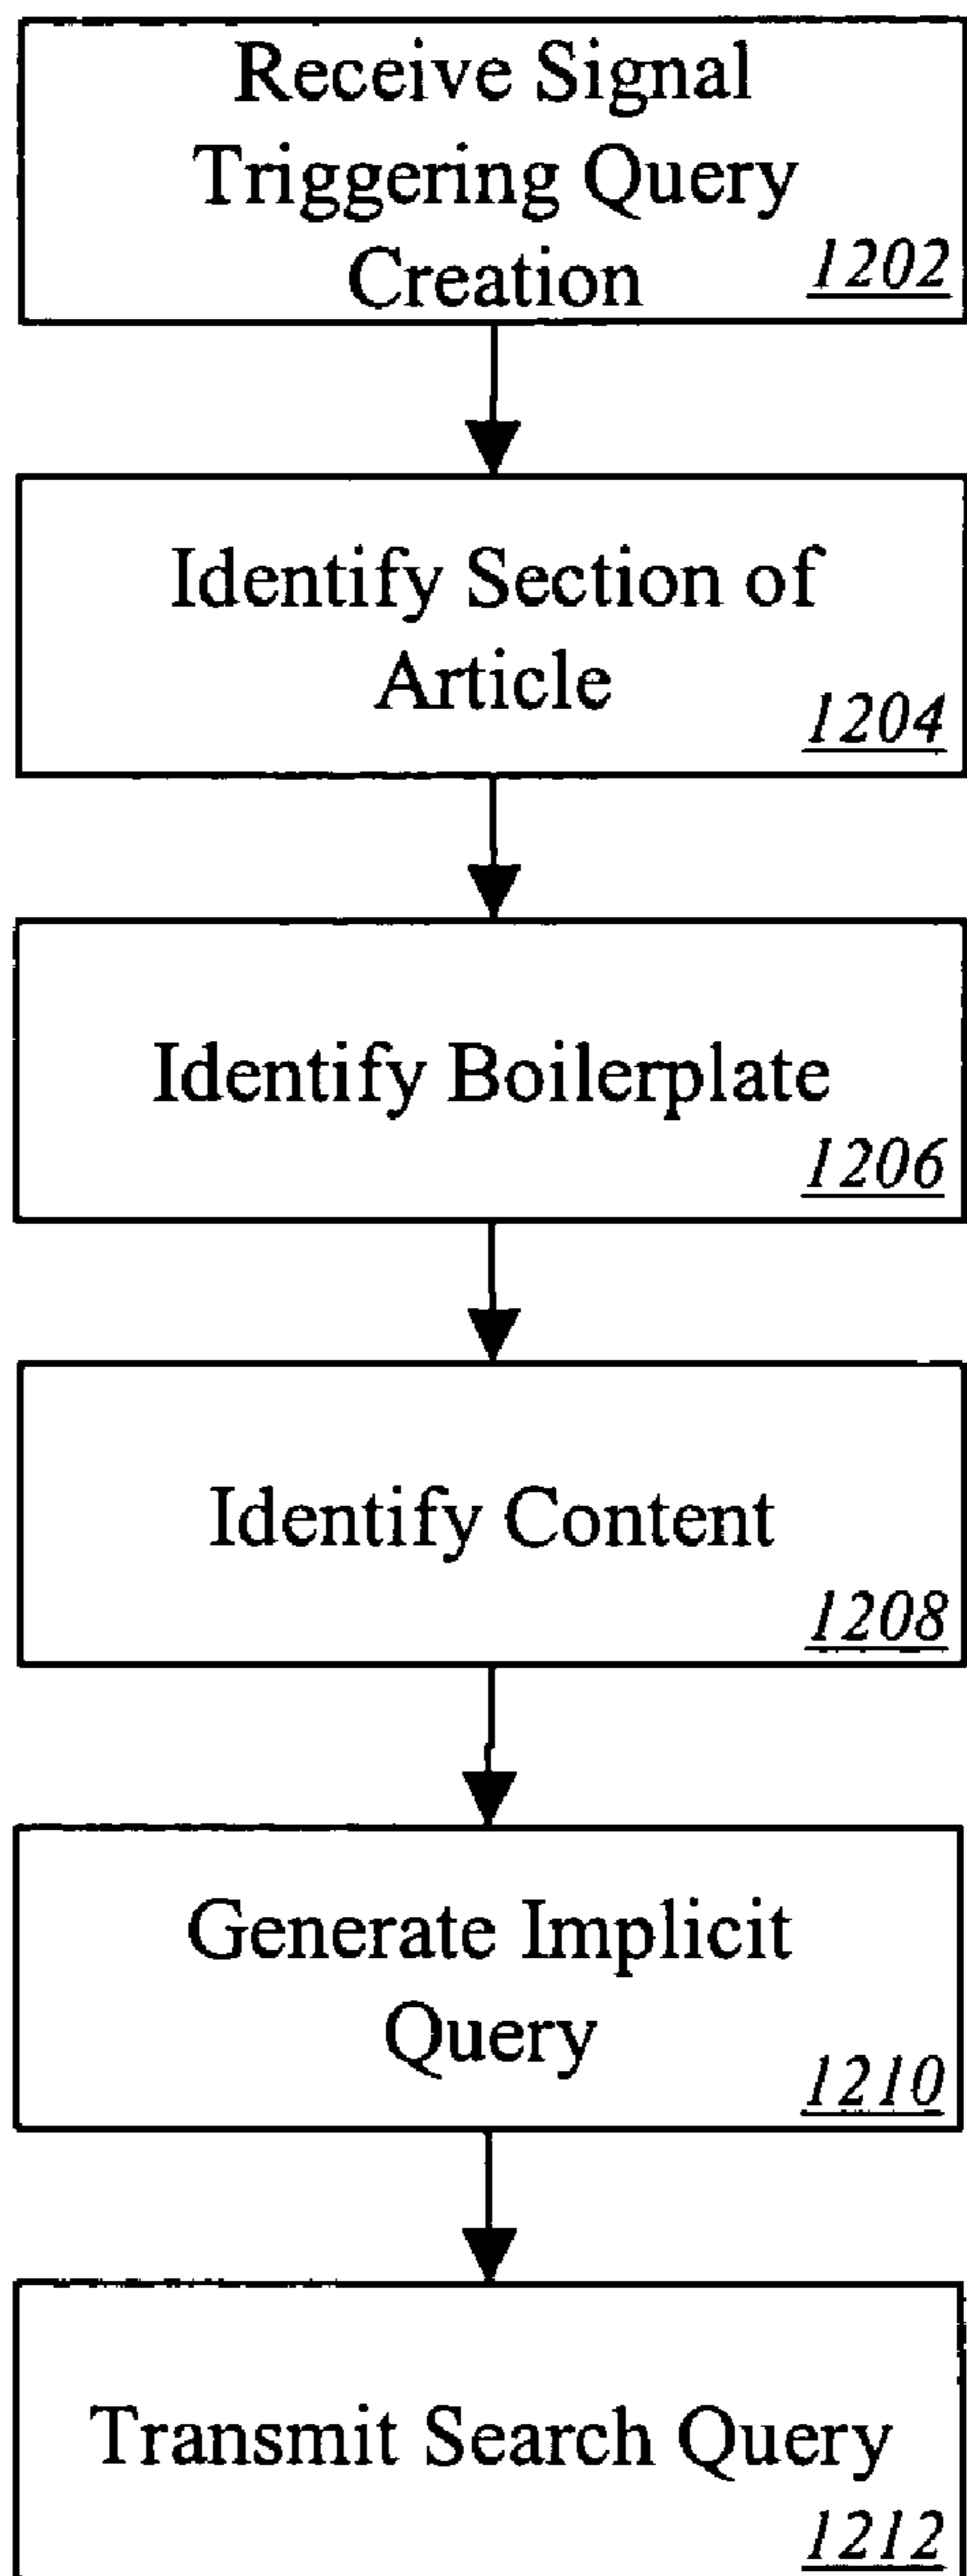 Receive Signal
Triggering Query
Creation
1202
Identify Section of
Article
1204
Identify Boilerplate
1206
Identify Content
1208
Generate Implicit
Query
1210
Transmit Search Query
1212